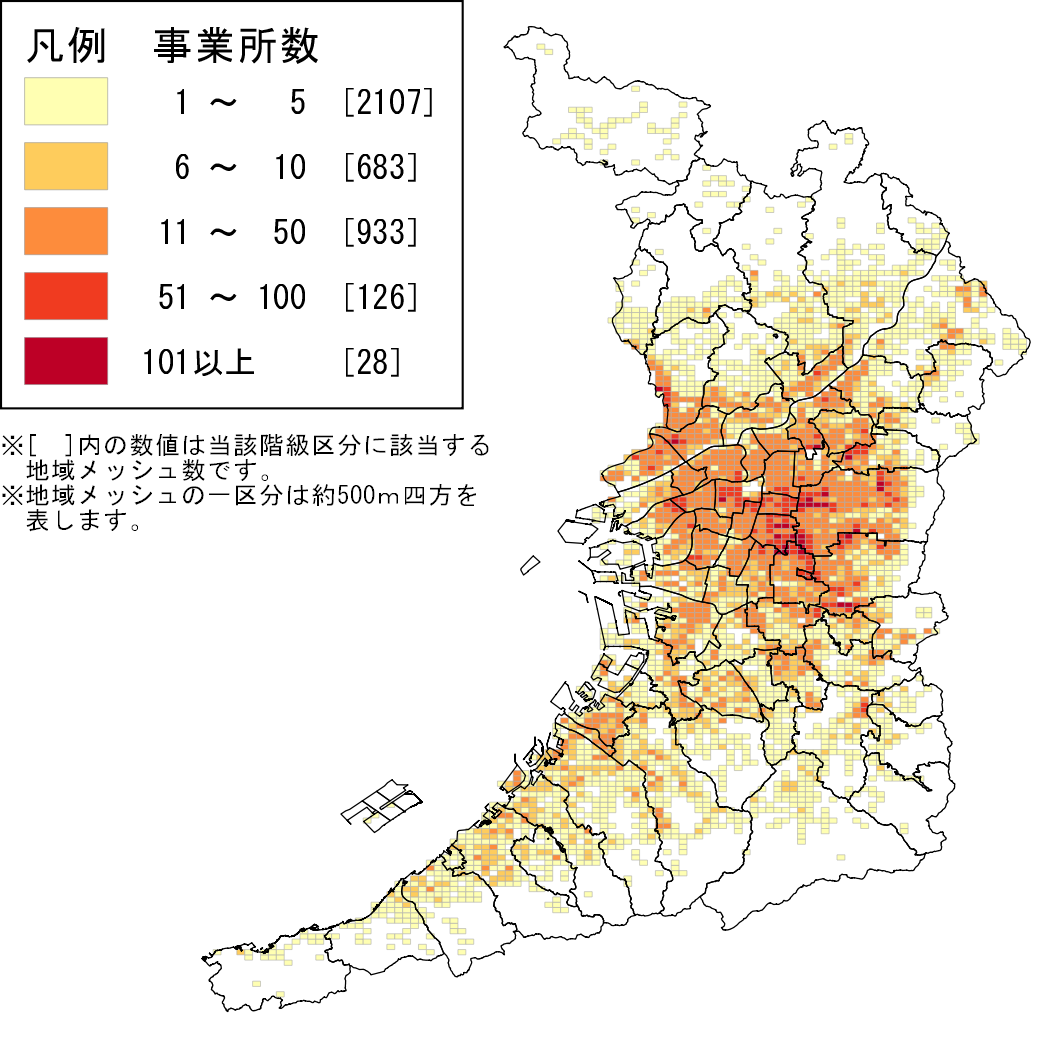 凡例 事業所数
1 ～ 5 [2107]
6 ～ 10 [683]
11 ～ 50 [933]
51 ～ 100 [126]
101以上 [28]
※[ ]内の数値は当該階級区分に該当する
地域メッシュ数です。
※地域メッシュの一区分は約500m四方を
表します。